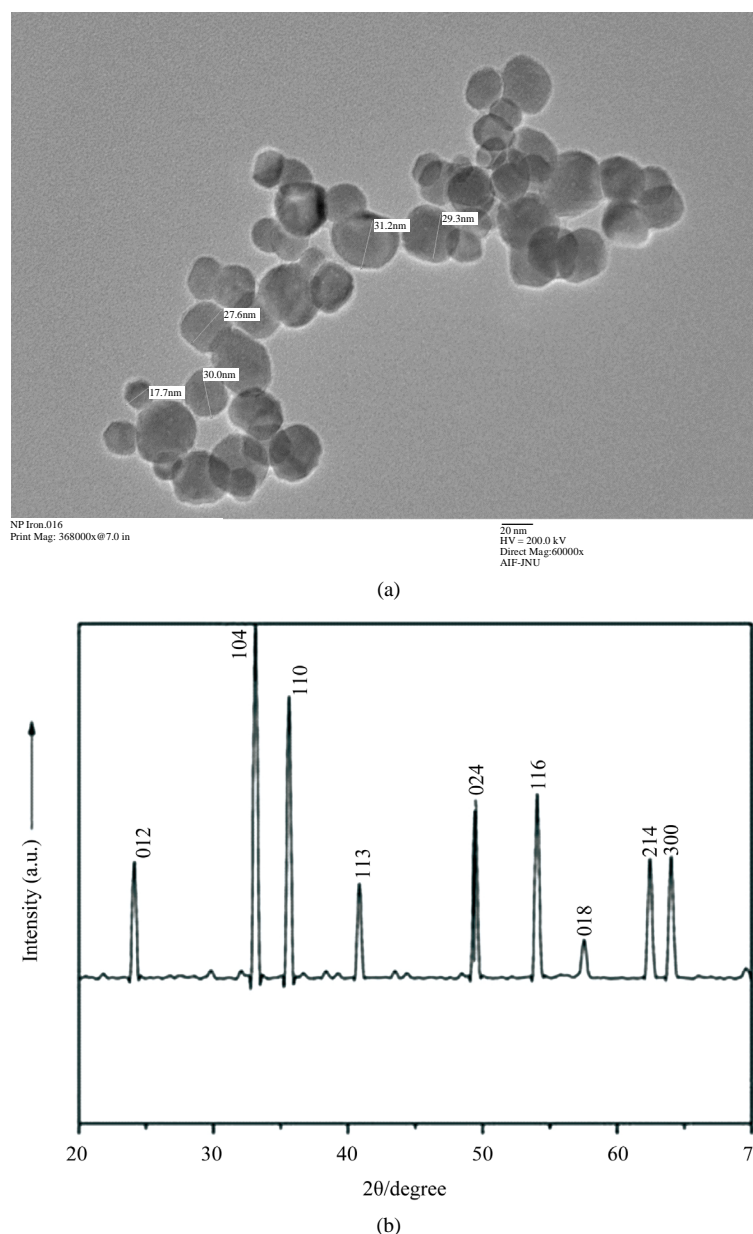 31.2nm
29.3nm
27.6nm
30.0nm
17.7nm
NP Iron.016
Print Mag: 368000x@7.0 in
20 nm
HV = 200.0 kV
Direct Mag:60000x
AIF-JNU
(a)
104
110
012
113
024
116
018
214
300
Intensity (a.u.)
20 30 40 50 60 7
2θ/degree
(b)